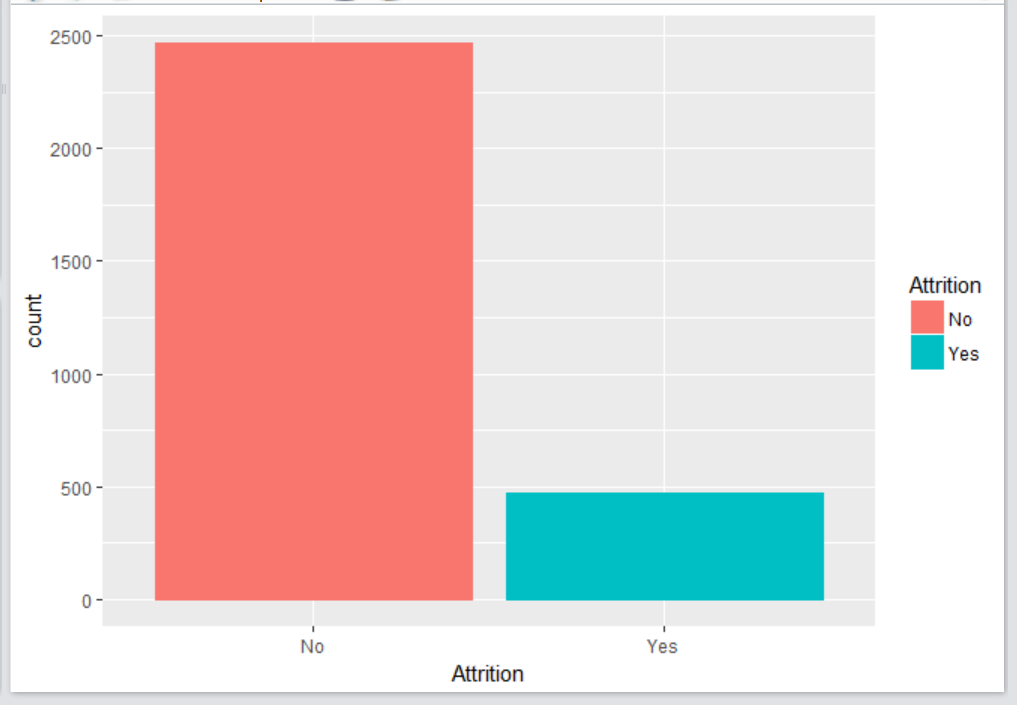 2500
2000
1500
1000
500
0
count
No
Yes
Attrition
Attrition
No
Yes